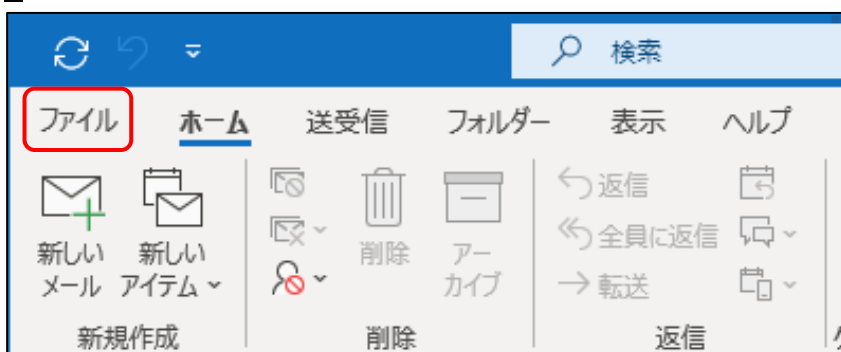 検索
ファイル ホーム 送受信 フォルダー 表示 ヘルプ
新しい
メール
新しい
アイテム
削除
アー
カイブ
返信
全員に返信
転送
新規作成 削除 返信